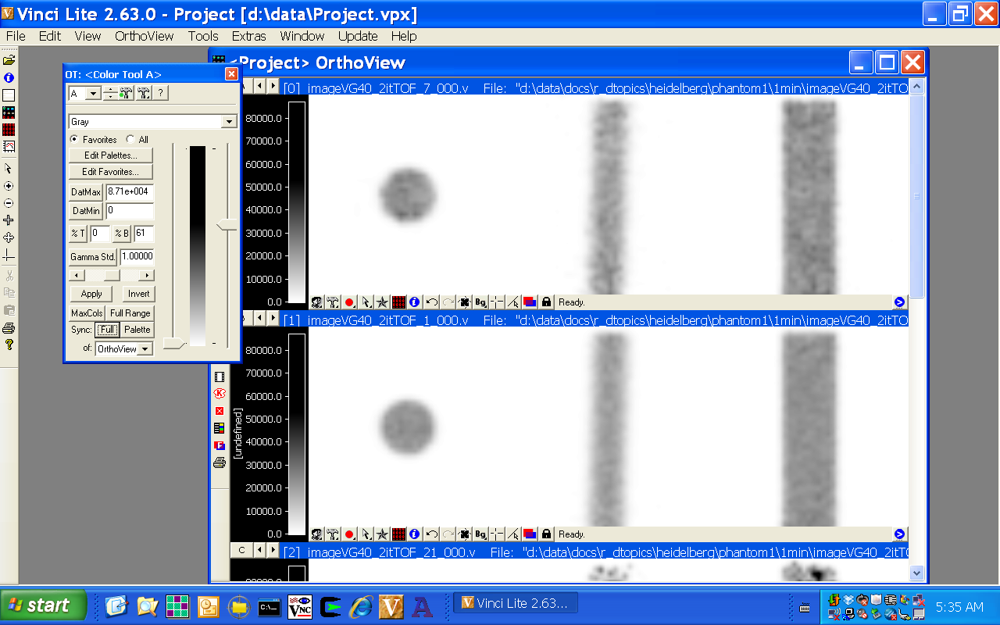 Vinci Lite 2.63.0 - Project [d:\data\Project.vpx]
File Edit View OrthoView Tools Extras Window Update Help
<Project> OrthoView
OT: <Color Tool A>
A
?
Gray
Favorites All
Edit Palettes...
Edit Favorites...
DatMax 8.71e+004
DatMin 0
% T 0 % B 61
Gamma Std. 1.00000
Apply Invert
MaxCols Full Range
Sync: Full Palette
of: OrthoView
[0] imageVG40_2itTOF_7_000.v File: "d:\data\docs\r_dtopics\heidelberg\phantom1\1min\imageVG40_2itTO
80000.0
70000.0
60000.0
50000.0
40000.0
30000.0
20000.0
10000.0
0.0
Bg Ready.
[1] imageVG40_2itTOF_1_000.v File: "d:\data\docs\r_dtopics\heidelberg\phantom1\1min\imageVG40_2itTO
80000.0
70000.0
60000.0
50000.0
40000.0
30000.0
20000.0
10000.0
0.0
[undefined]
Bg Ready.
C [2] imageVG40_2itTOF_21_000.v File: "d:\data\docs\r_dtopics\heidelberg\phantom1\1min\imageVG40_2itT
start
C:\_
VNC
Vinci Lite 2.63...
5:35 AM